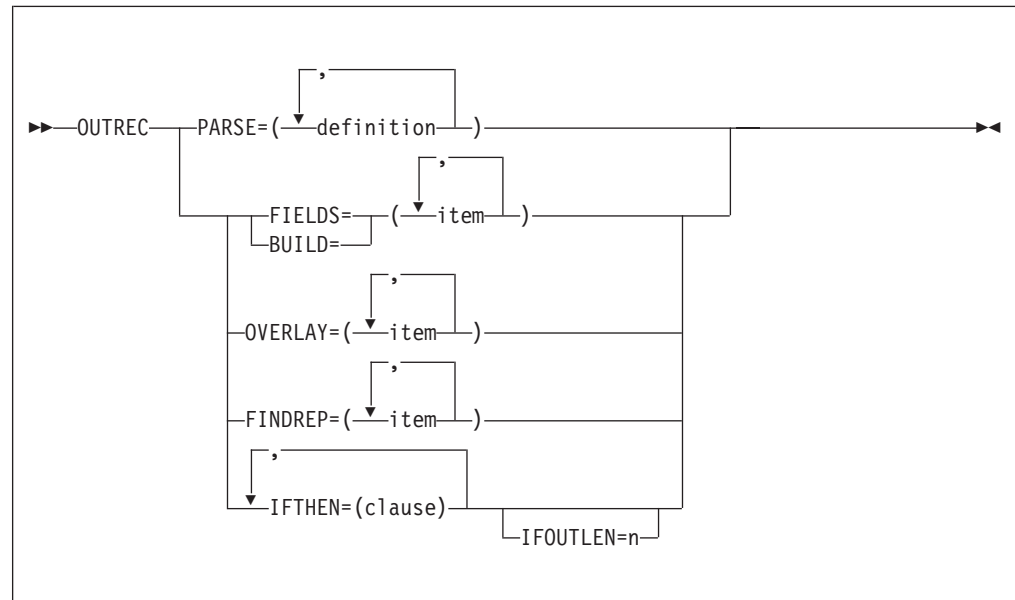 ,
OUTREC PARSE=( definition )
,
FIELDS= ( item )
BUILD=
,
OVERLAY=( item )
,
FINDREP=( item )
,
IFTHEN=(clause)
IFOUTLEN=n